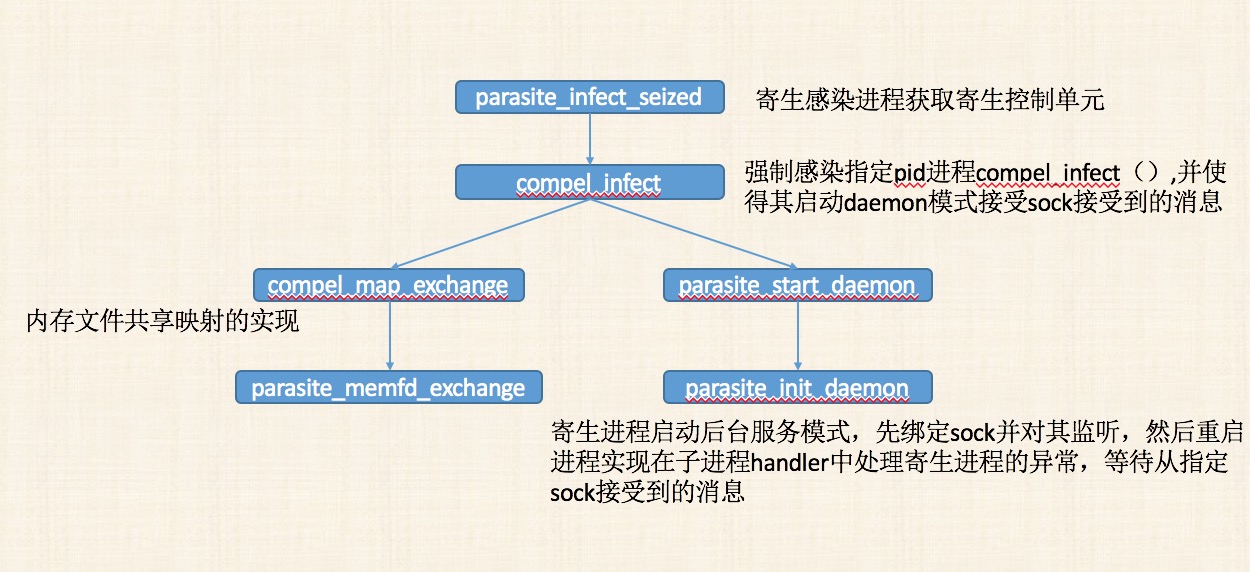 parasite_infect_seized
寄生感染进程获取寄生控制单元
compel_infect
强制感染指定pid进程compel_infect（）,并使
得其启动daemon模式接受sock接受到的消息
compel_map_exchange
parasite_start_daemon
内存文件共享映射的实现
parasite_memfd_exchange
parasite_init_daemon
寄生进程启动后台服务模式，先绑定sock并对其监听，然后重启
进程实现在子进程handler中处理寄生进程的异常，等待从指定
sock接受到的消息